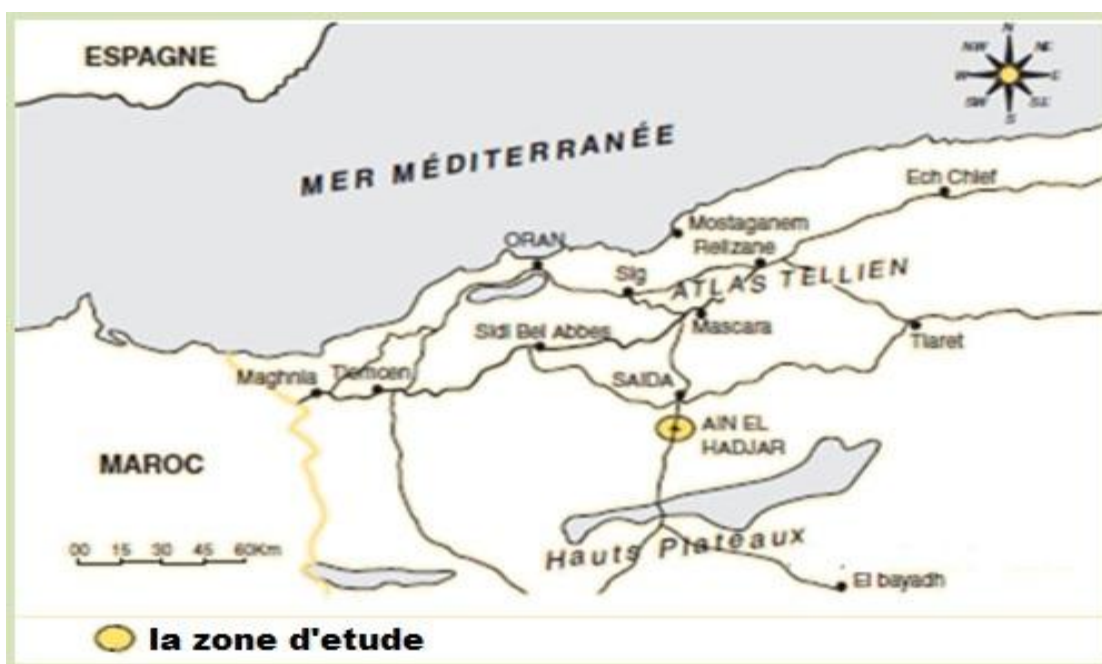 ESPAGNE
N
NW
NE
W
E
SW
SE
S
MER MÉDITERRANÉE
Ech Chlef
Mostaganem
ORAN
Relizane
Sig
ATLAS TELLIEN
Mascara
Sidi Bel Abbes
Tiaret
Maghnia
Tlemcen
SAIDA
AIN EL
HADJAR
MAROC
00 15 30 45 60Km
Hauts Plateaux
El bayadh
la zone d'etude